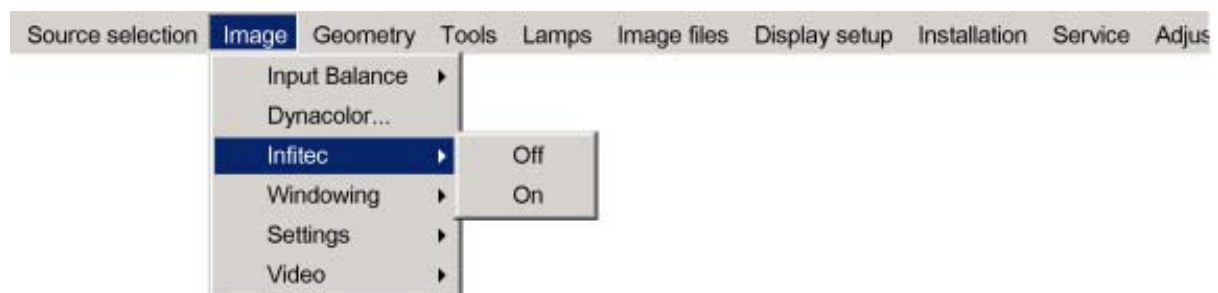 Source selection Image Geometry Tools Lamps Image files Display setup Installation Service Adjus
Input Balance
Dynacolor...
Infitec Off
Windowing On
Settings
Video